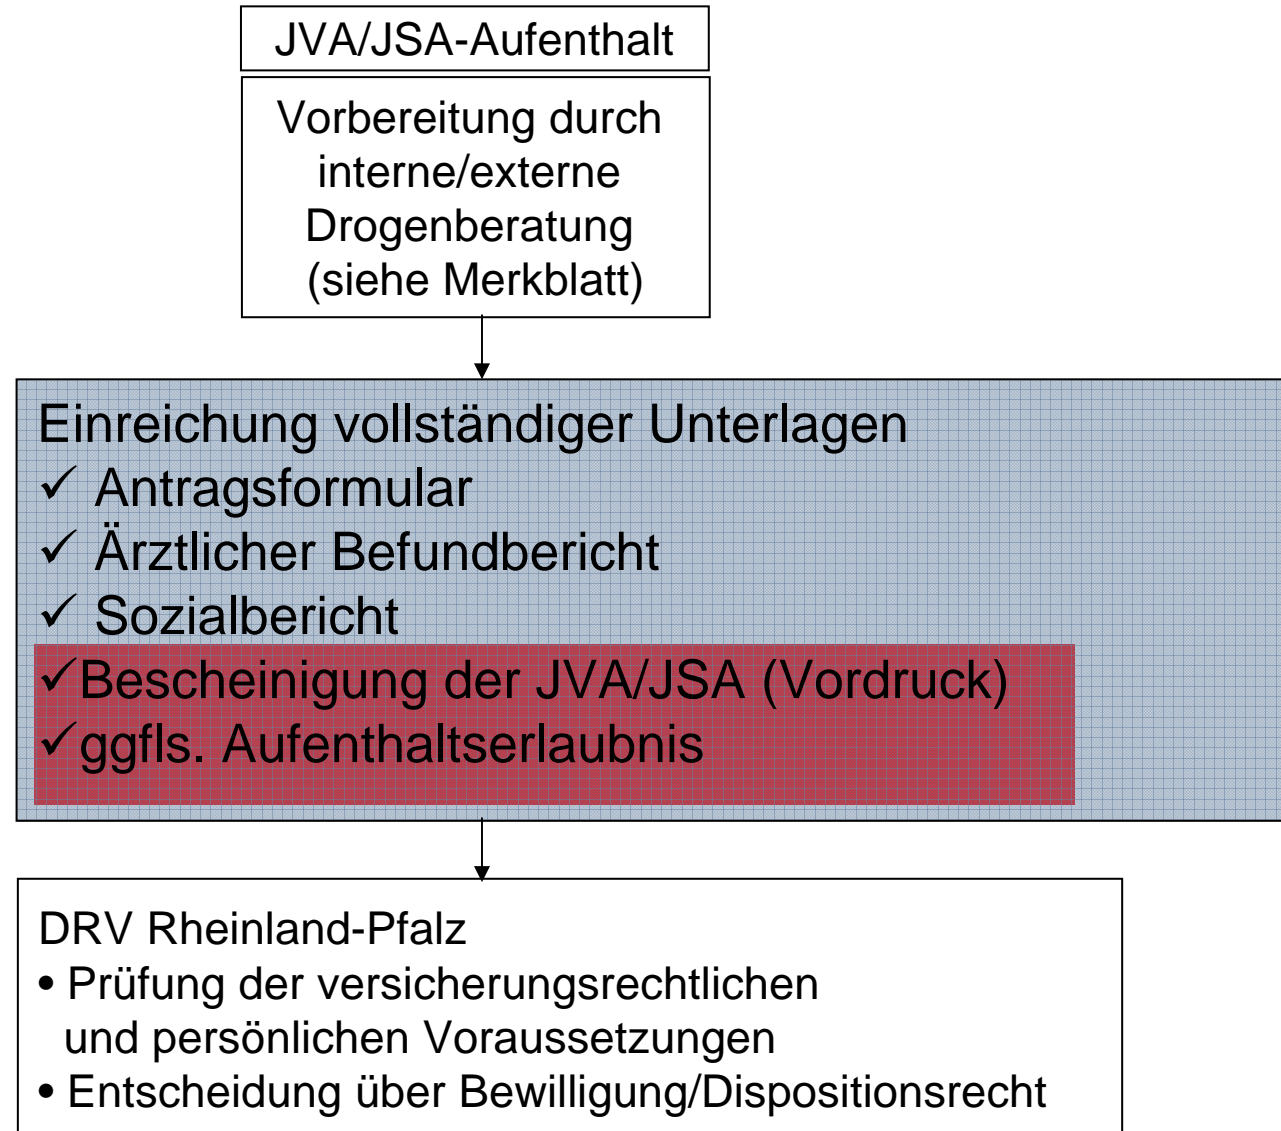 JVA/JSA-Aufenthalt
Vorbereitung durch
interne/externe
Drogenberatung
(siehe Merkblatt)
Einreichung vollständiger Unterlagen
✓ Antragsformular
✓ Ärztlicher Befundbericht
✓ Sozialbericht
✓Bescheinigung der JVA/JSA (Vordruck)
✓ggfls. Aufenthaltserlaubnis
DRV Rheinland-Pfalz
• Prüfung der versicherungsrechtlichen
und persönlichen Voraussetzungen
• Entscheidung über Bewilligung/Dispositionsrecht